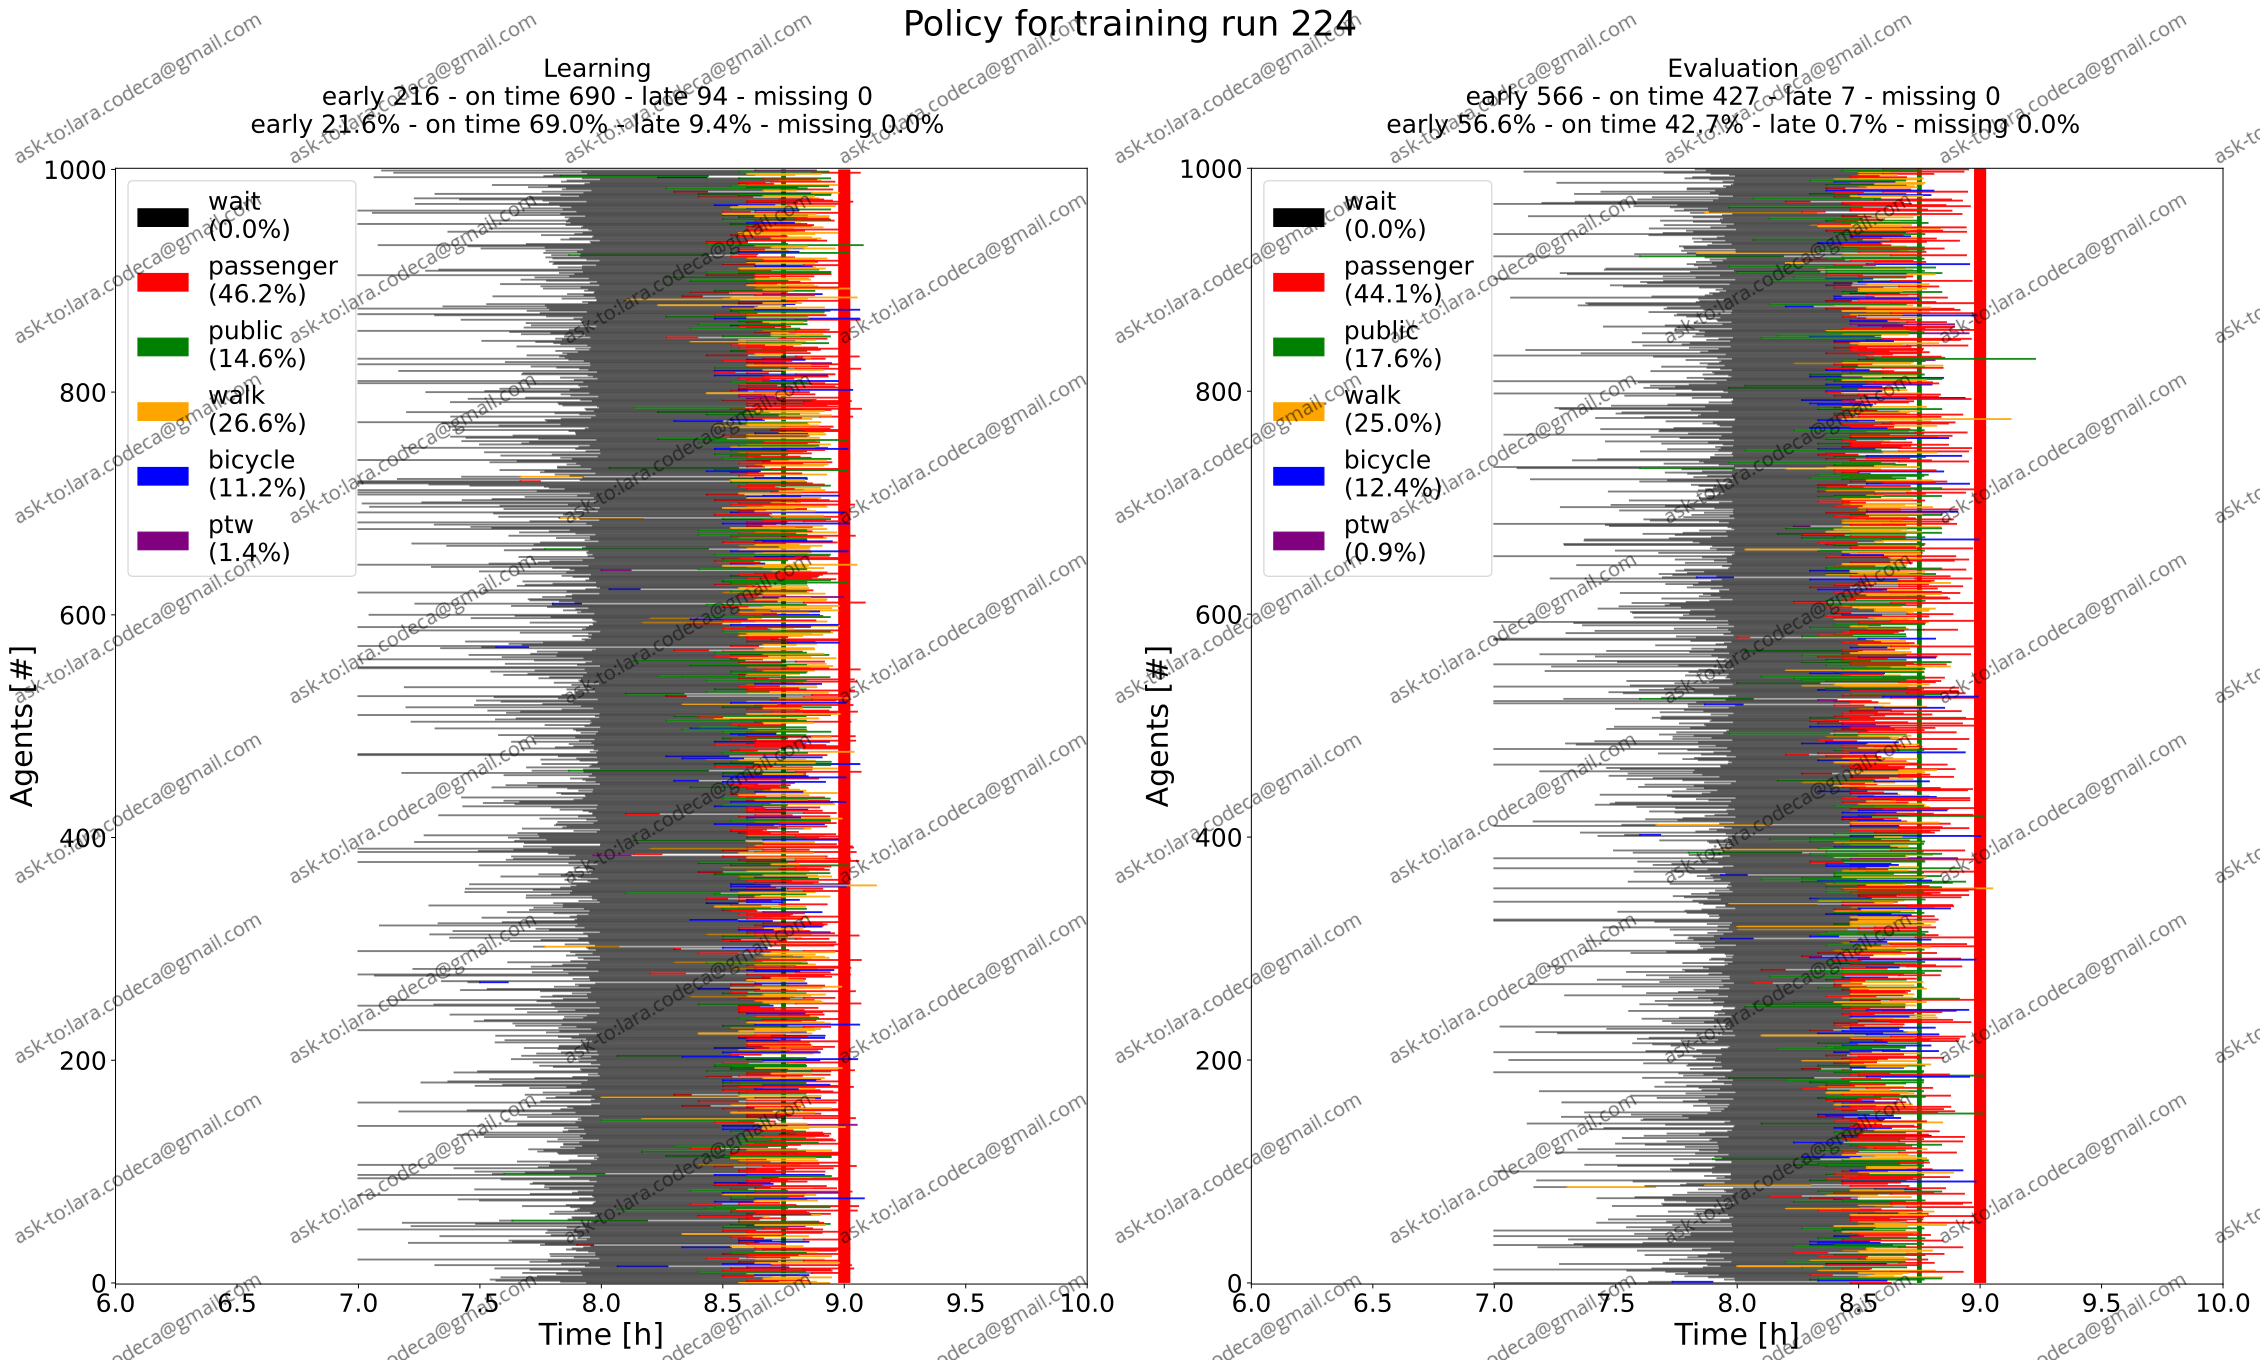 Policy for training run 224
Learning
early 216 - on time 690 - late 94 - missing 0
early 21.6% - on time 69.0% - late 9.4% - missing 0.0%
wait
(0.0%)
passenger
(46.2%)
public
(14.6%)
walk
(26.6%)
bicycle
(11.2%)
ptw
(1.4%)
1000
800
600
400
200
0
Agents [#]
6.0 6.5 7.0 7.5 8.0 8.5 9.0 9.5 10.0
Time [h]
Evaluation
early 566 - on time 427 - late 7 - missing 0
early 56.6% - on time 42.7% - late 0.7% - missing 0.0%
wait
(0.0%)
passenger
(44.1%)
public
(17.6%)
walk
(25.0%)
bicycle
(12.4%)
ptw
(0.9%)
1000
800
600
400
200
0
Agents [#]
6.0 6.5 7.0 7.5 8.0 8.5 9.0 9.5 10.0
Time [h]
ask-to:lara.codeca@gmail.com